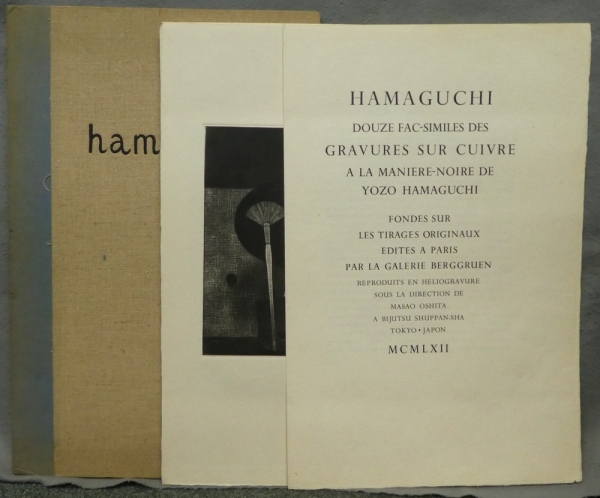 ham
HAMAGUCHI
DOUZE FAC-SIMILES DES
GRAVURES SUR CUIVRE
A LA MANIERE-NOIRE DE
YOZO HAMAGUCHI
FONDES SUR
LES TIRAGES ORIGINAUX
EDITES A PARIS
PAR LA GALERIE BERGGRUEN
REPRODUITS EN HELIOGRAVURE
SOUS LA DIRECTION DE
MASAO OSHITA
A BIJUTSU SHUPPAN-SHA
TOKYO•JAPON
MCMLXII